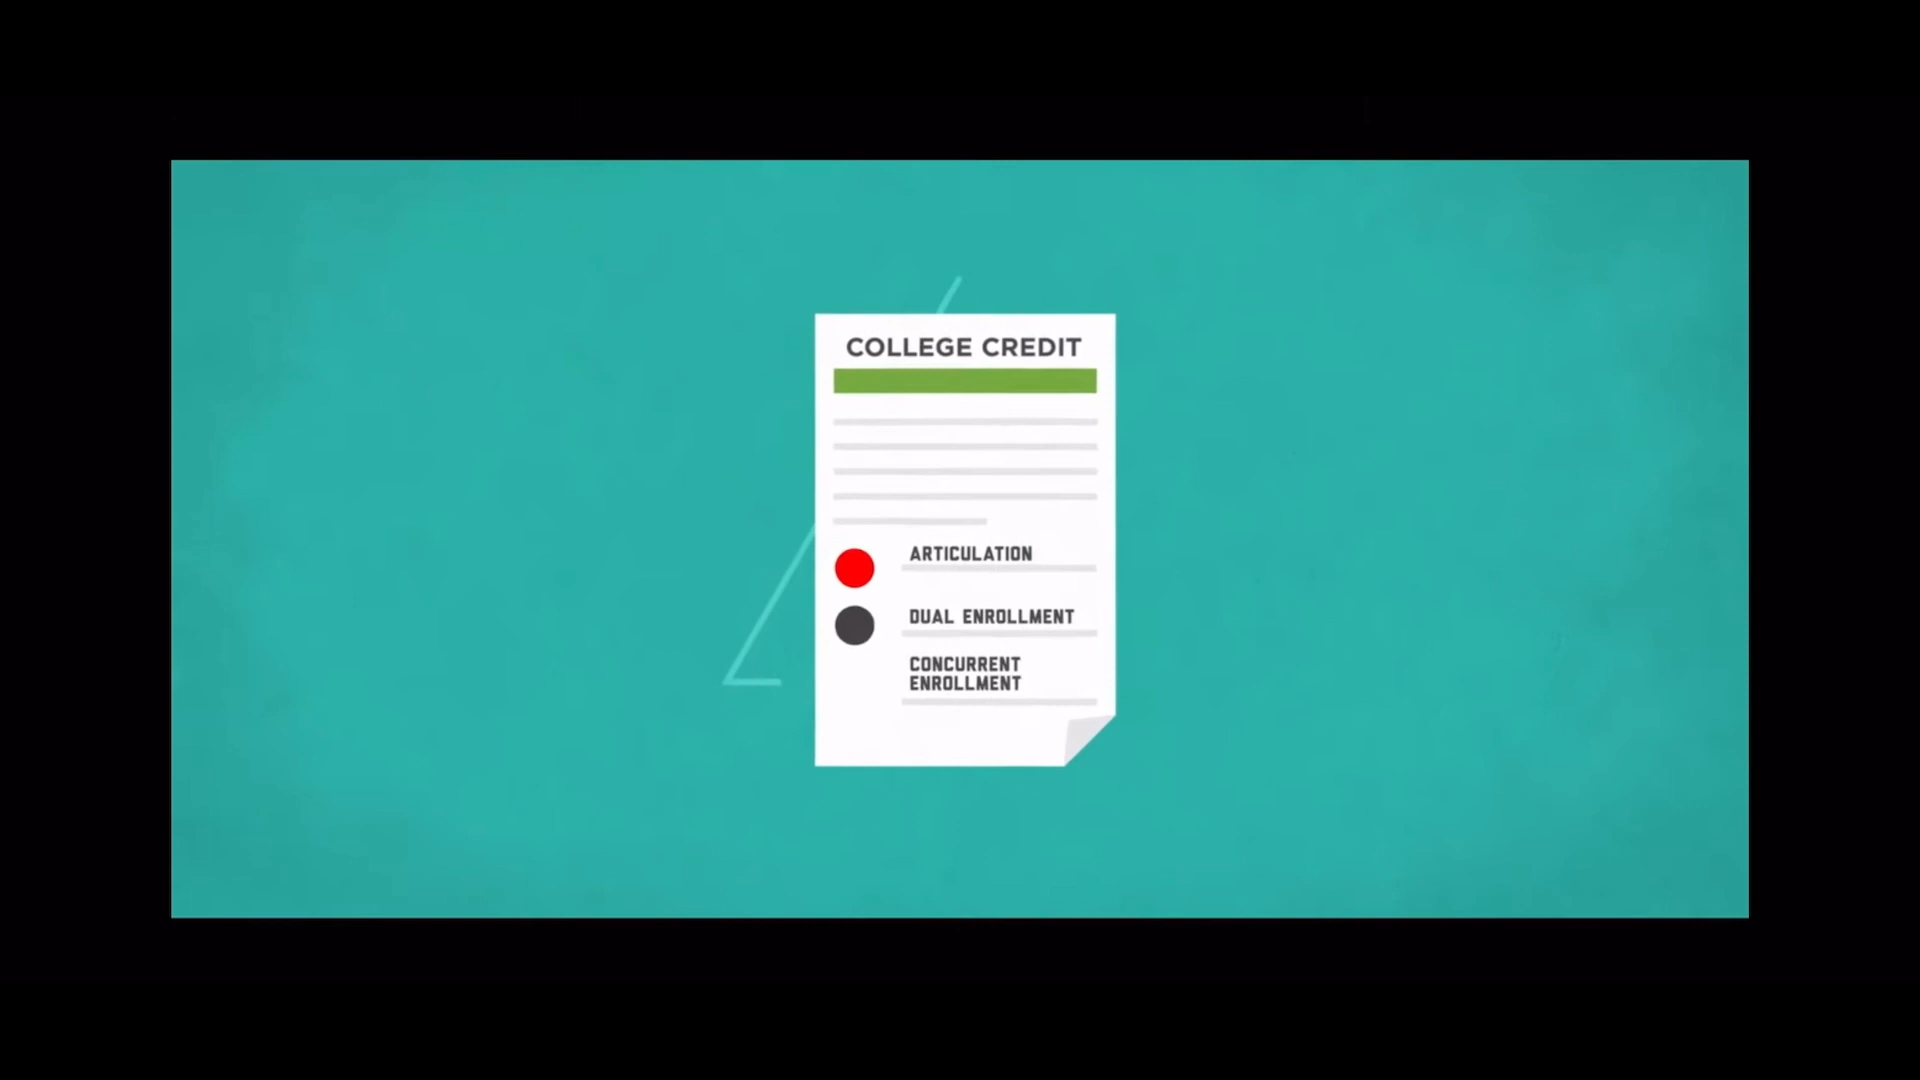 COLLEGE CREDIT
ARTICULATION
DUAL ENROLLMENT
CONCURRENT
ENROLLMENT